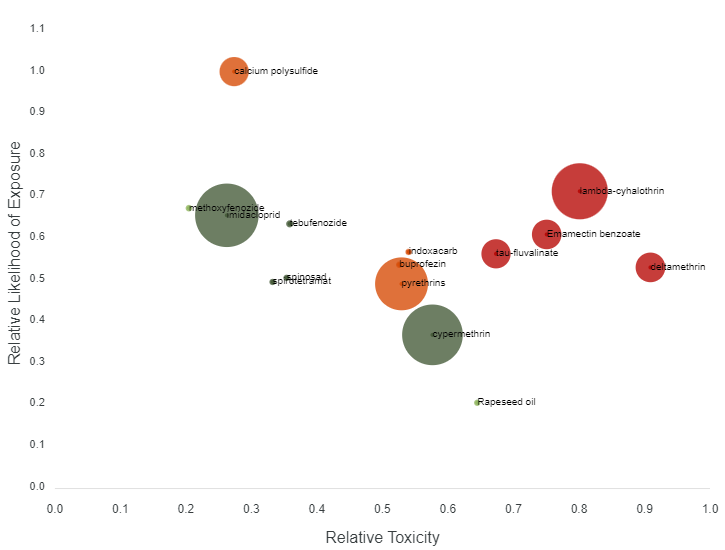 1.1
1.0
0.9
0.8
0.7
0.6
0.5
0.4
0.3
0.2
0.1
0.0
Relative Likelihood of Exposure
calcium polysulfide
lambda-cyhalothrin
methoxyfenozide
imidacloprid
tebufenozide
Emamectin benzoate
indoxacarb
tau-fluvalinate
buprofezin
deltamethrin
spinosad
spirotetramat
pyrethrins
cypermethrin
Rapeseed oil
0.0 0.1 0.2 0.3 0.4 0.5 0.6 0.7 0.8 0.9 1.0
Relative Toxicity